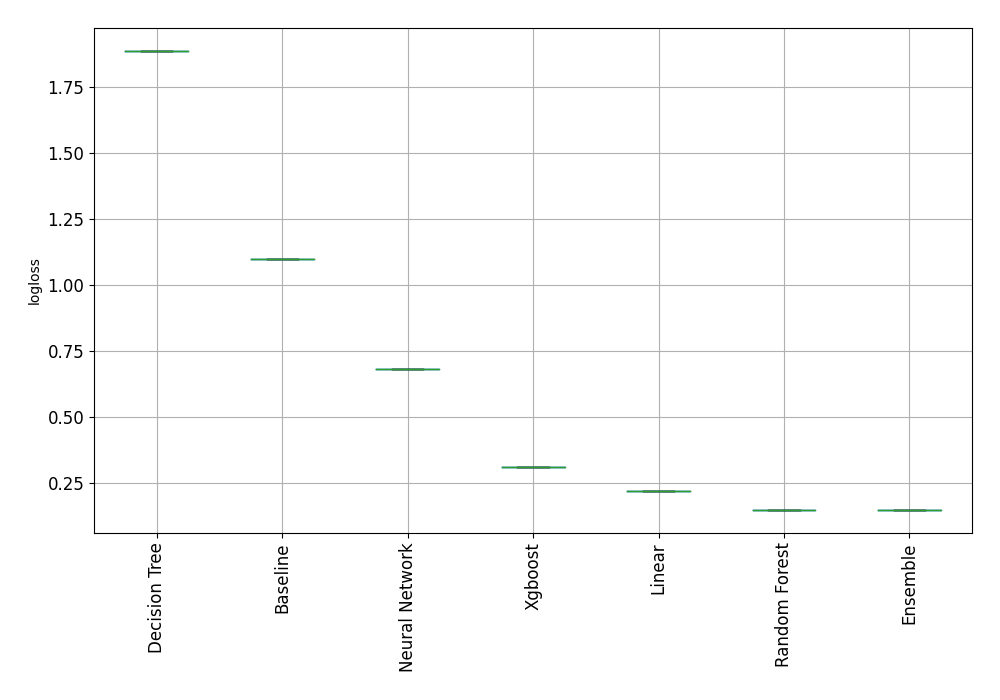 1.75
1.50
1.25
1.00
0.75
0.50
0.25
logloss
Decision Tree
Baseline
Neural Network
Xgboost
Linear
Random Forest
Ensemble